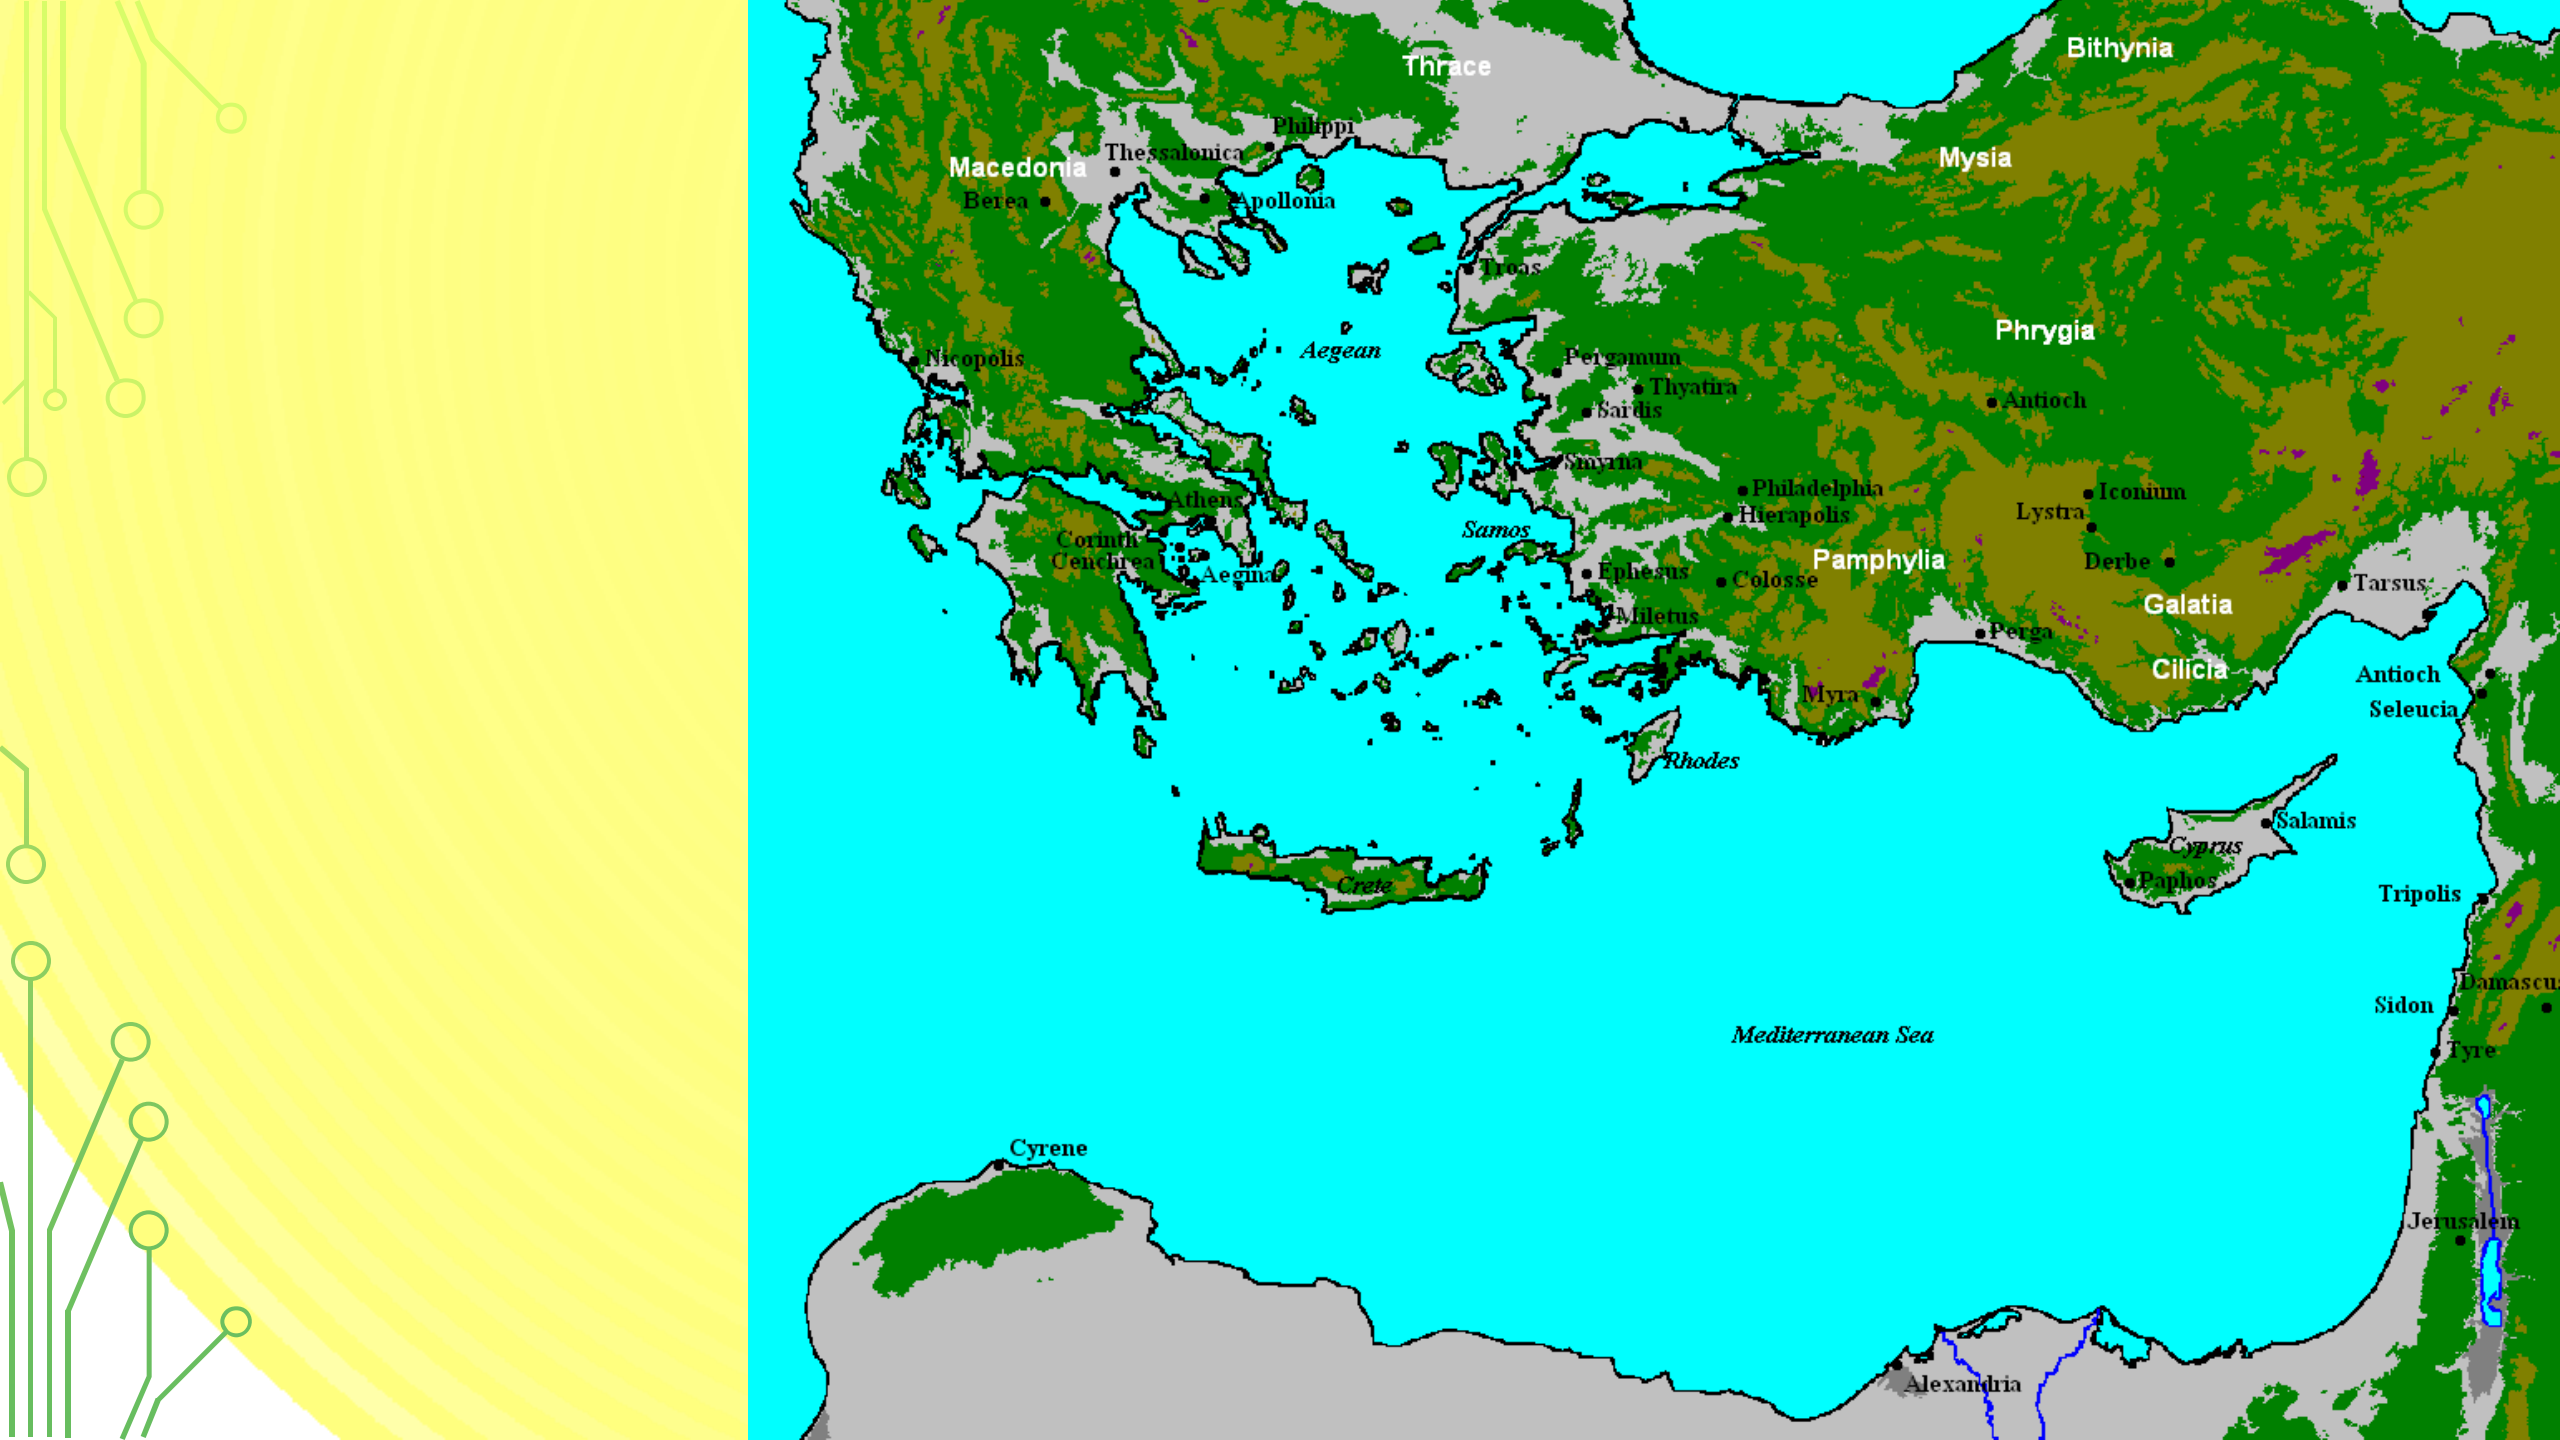 Bithynia
Thrace
Philippi
Thessalonica
Mysia
Macedonia
Berea
Apollonia
Troas
Phrygia
Aegean
Nicopolis
Pergamum
Thyatira
Antioch
Sardis
Smyrna
Philadelphia
Iconium
Athens
Hierapolis
Lystra
Samos
Corinth
Cenchrea
Pamphylia
Derbe
Aegina
Ephesus
Colosse
Tarsus
Galatia
Miletus
Perga
Cilicia
Antioch
Myra
Seleucia
Rhodes
Salamis
Cyprus
Crete
Paphos
Tripolis
Damascus
Sidon
Mediterranean Sea
Tyre
Cyrene
Jerusalem
Alexandria